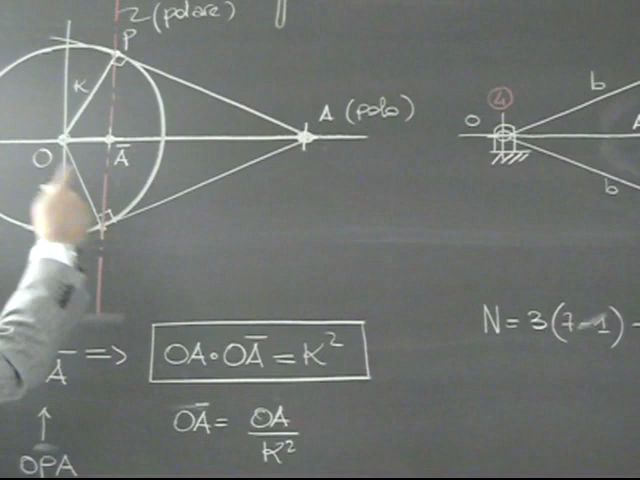 r (polare)
P
K
A (polo)
O
Ā
④
O
b
A
b
N = 3(7-1) =
Ā => OA · OĀ = K²
OĀ = OA / K²
↑
OPA